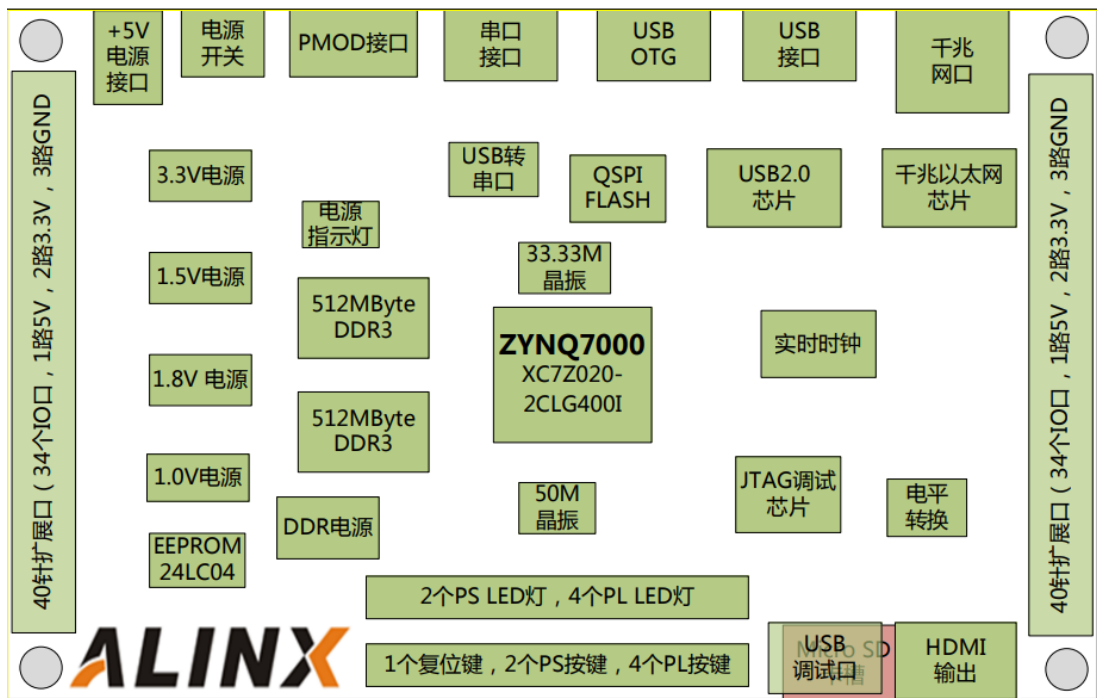 +5V
电源
接口
电源
开关
PMOD接口
串口
接口
USB
OTG
USB
接口
千兆
网口
40针扩展口（34个IO口，1路5V，2路3.3V，3路GND
3.3V电源
USB转
串口
QSPI
FLASH
USB2.0
芯片
千兆以太网
芯片
电源
指示灯
33.33M
晶振
1.5V电源
512MByte
DDR3
ZYNQ7000
XC7Z020-
2CLG400I
实时时钟
1.8V 电源
512MByte
DDR3
1.0V电源
DDR电源
50M
晶振
JTAG调试
芯片
电平
转换
EEPROM
24LC04
2个PS LED灯，4个PL LED灯
ALINX
1个复位键，2个PS按键，4个PL按键
USB
调试口
Micro SD
卡槽
HDMI
输出
40针扩展口（34个IO口，1路5V，2路3.3V，3路GND